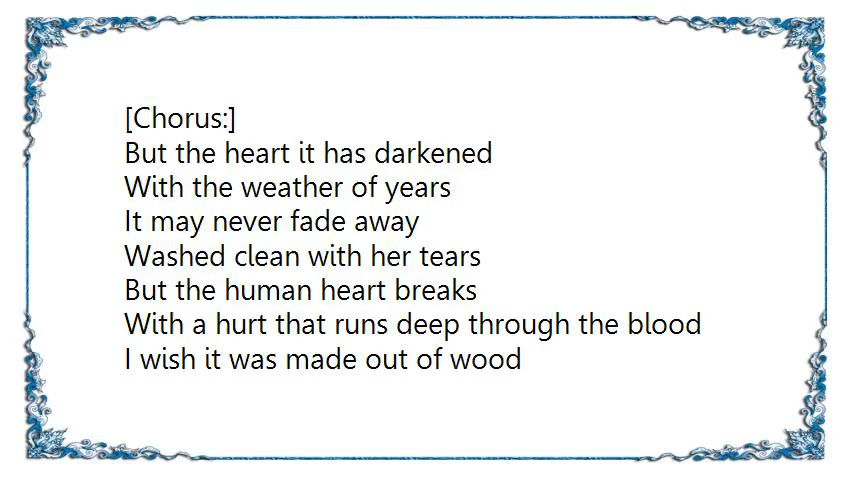 [Chorus:]
But the heart it has darkened
With the weather of years
It may never fade away
Washed clean with her tears
But the human heart breaks
With a hurt that runs deep through the blood
I wish it was made out of wood